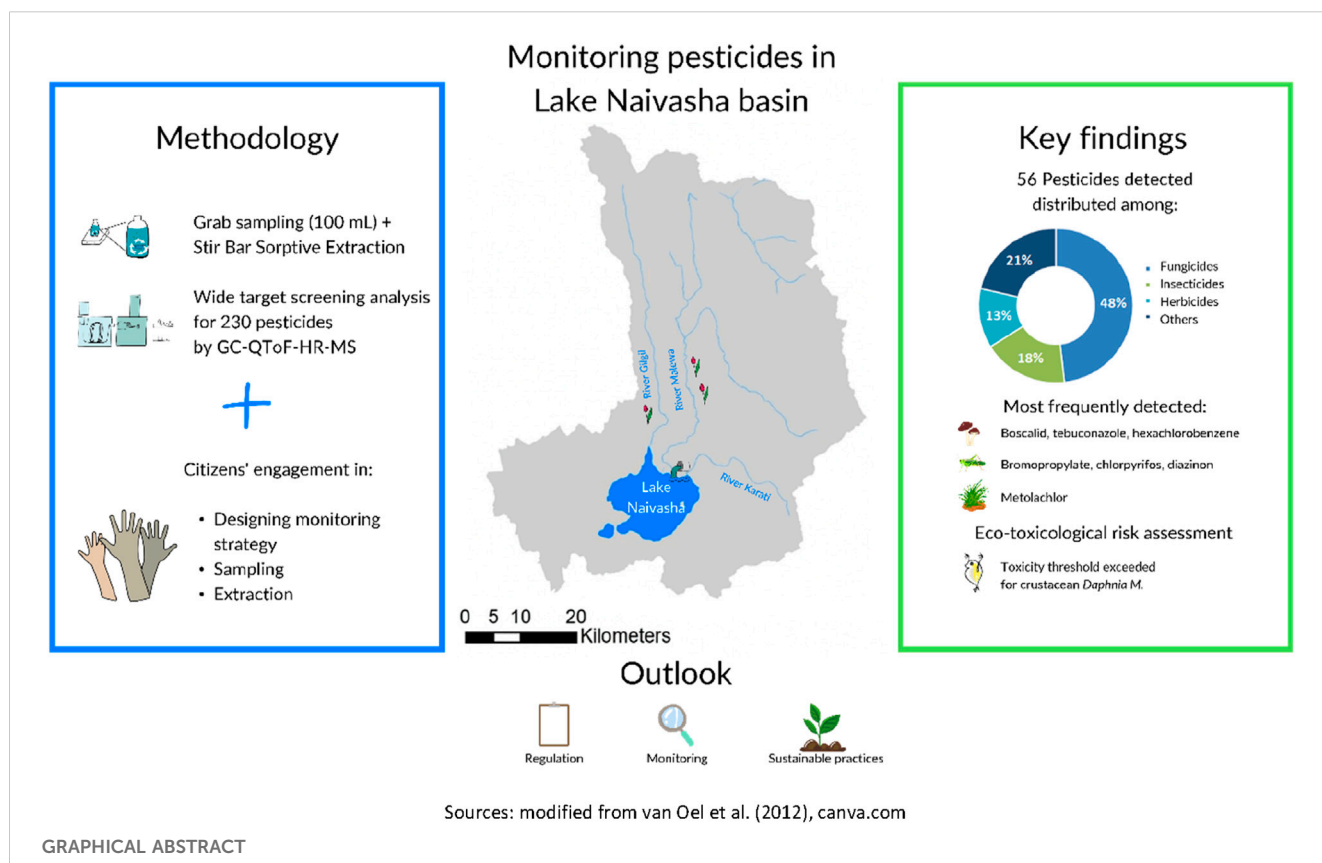 Monitoring pesticides in
Lake Naivasha basin
Methodology
Grab sampling (100 mL) +
Stir Bar Sorptive Extraction
Wide target screening analysis
for 230 pesticides
by GC-QToF-HR-MS
+
Citizens' engagement in:
• Designing monitoring
strategy
• Sampling
• Extraction
River Gilgil
River Malewa
River Karati
Lake
Naivasha
0 5 10 20
Kilometers
Key findings
56 Pesticides detected
distributed among:
21%
48%
13%
18%
• Fungicides
• Insecticides
• Herbicides
• Others
Most frequently detected:
Boscalid, tebuconazole, hexachlorobenzene
Bromopropylate, chlorpyrifos, diazinon
Metolachlor
Eco-toxicological risk assessment
Toxicity threshold exceeded
for crustacean Daphnia M.
Outlook
Regulation
Monitoring
Sustainable practices
Sources: modified from van Oel et al. (2012), canva.com
GRAPHICAL ABSTRACT